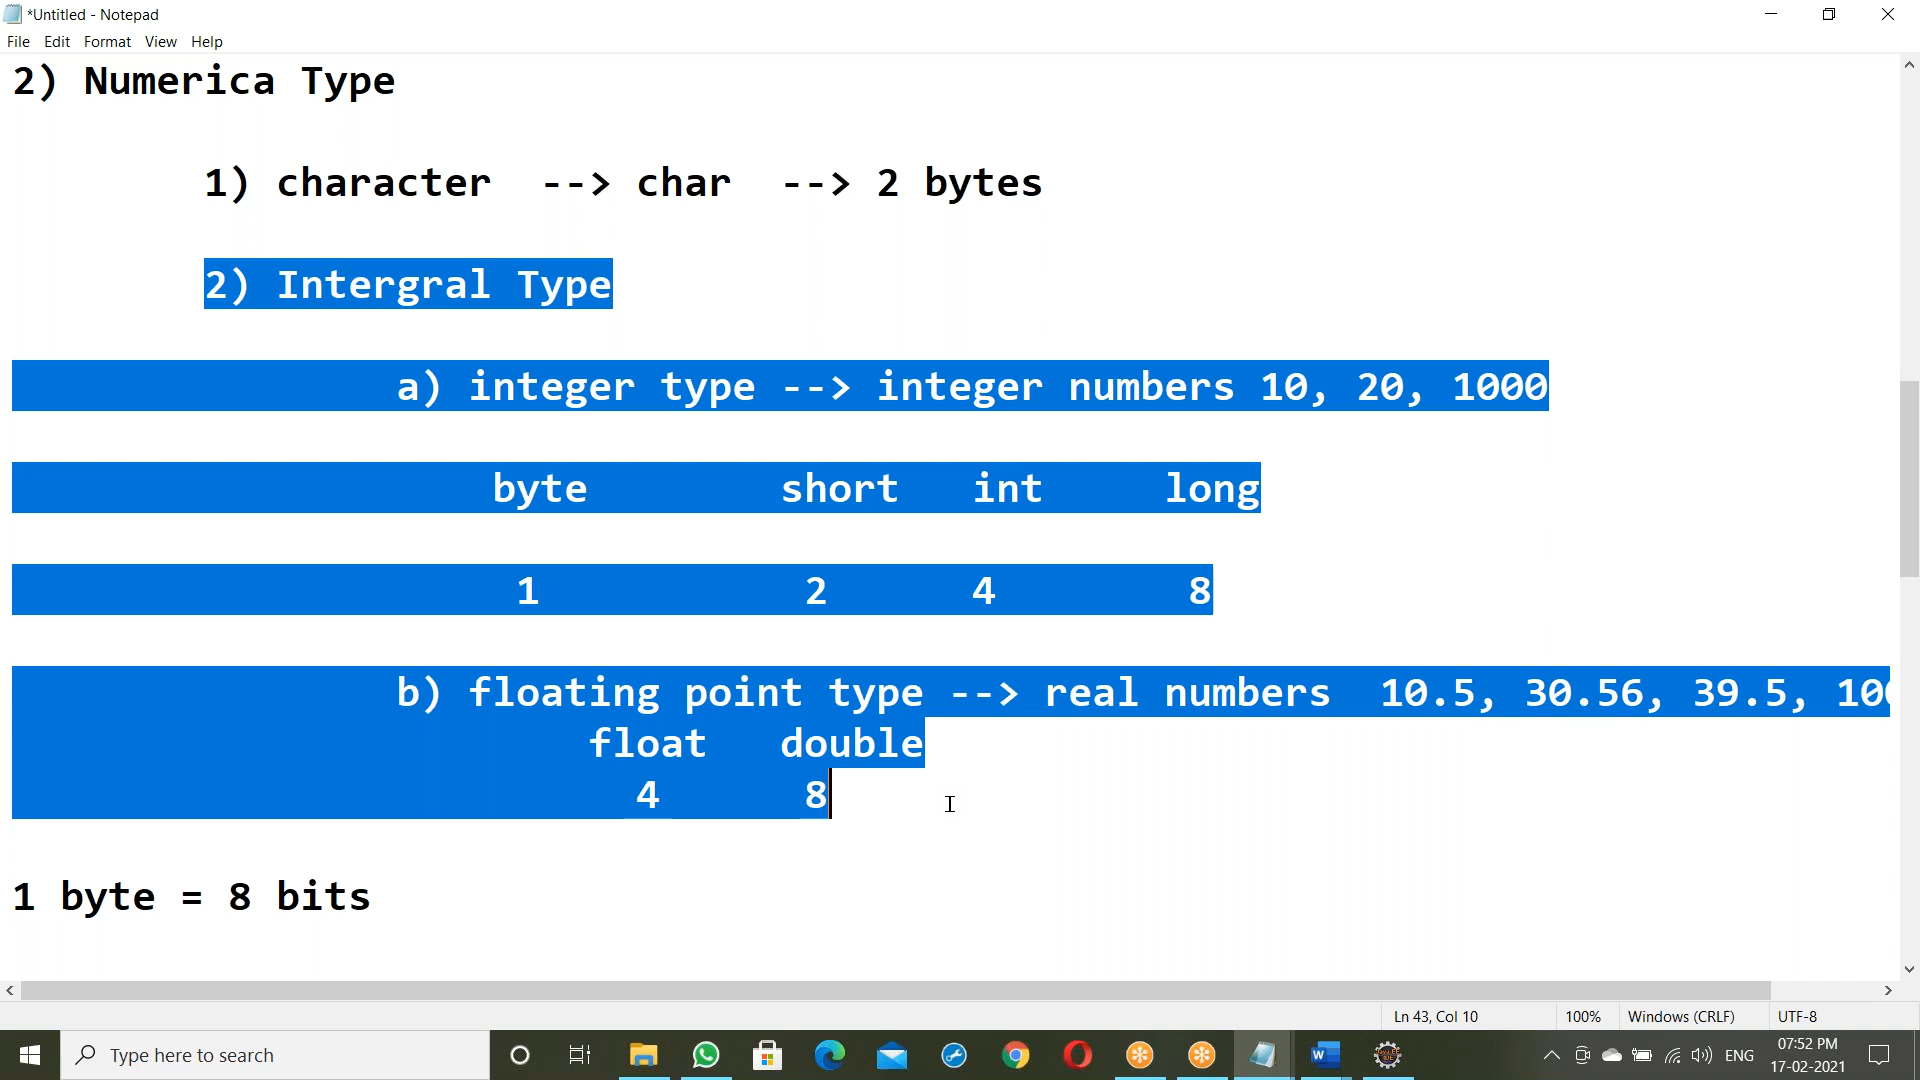 *Untitled - Notepad
File Edit Format View Help
2) Numerica Type
1) character --> char --> 2 bytes
2) Intergral Type
a) integer type --> integer numbers 10, 20, 1000
byte short int long
1 2 4 8
b) floating point type --> real numbers 10.5, 30.56, 39.5,
float double
4 8
1 byte = 8 bits
Ln 43, Col 10 100% Windows (CRLF) UTF-8
Type here to search
ENG
07:52 PM
17-02-2021